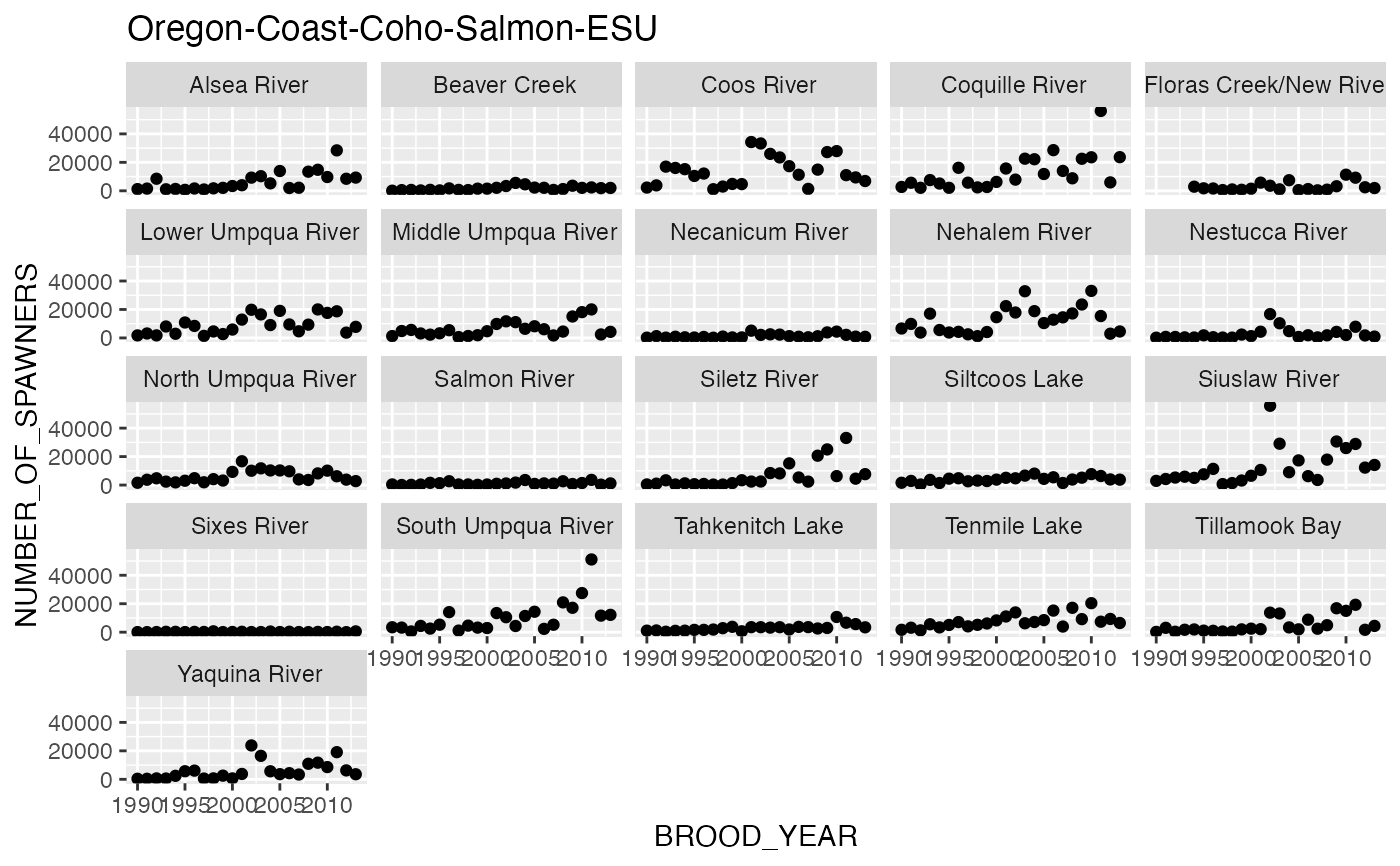 Oregon-Coast-Coho-Salmon-ESU
Alsea River Beaver Creek Coos River Coquille River Floras Creek/New Rive
40000
20000
0
Lower Umpqua River Middle Umpqua River Necanicum River Nehalem River Nestucca River
40000
20000
0
North Umpqua River Salmon River Siletz River Siltcoos Lake Siuslaw River
40000
20000
0
Sixes River South Umpqua River Tahkenitch Lake Tenmile Lake Tillamook Bay
40000
20000
0
1990 1995 2000 2005 2010 1990 1995 2000 2005 2010 1990 1995 2000 2005 2010 1990 1995 2000 2005 2010
Yaquina River
40000
20000
0
1990 1995 2000 2005 2010
NUMBER_OF_SPAWNERS
BROOD_YEAR